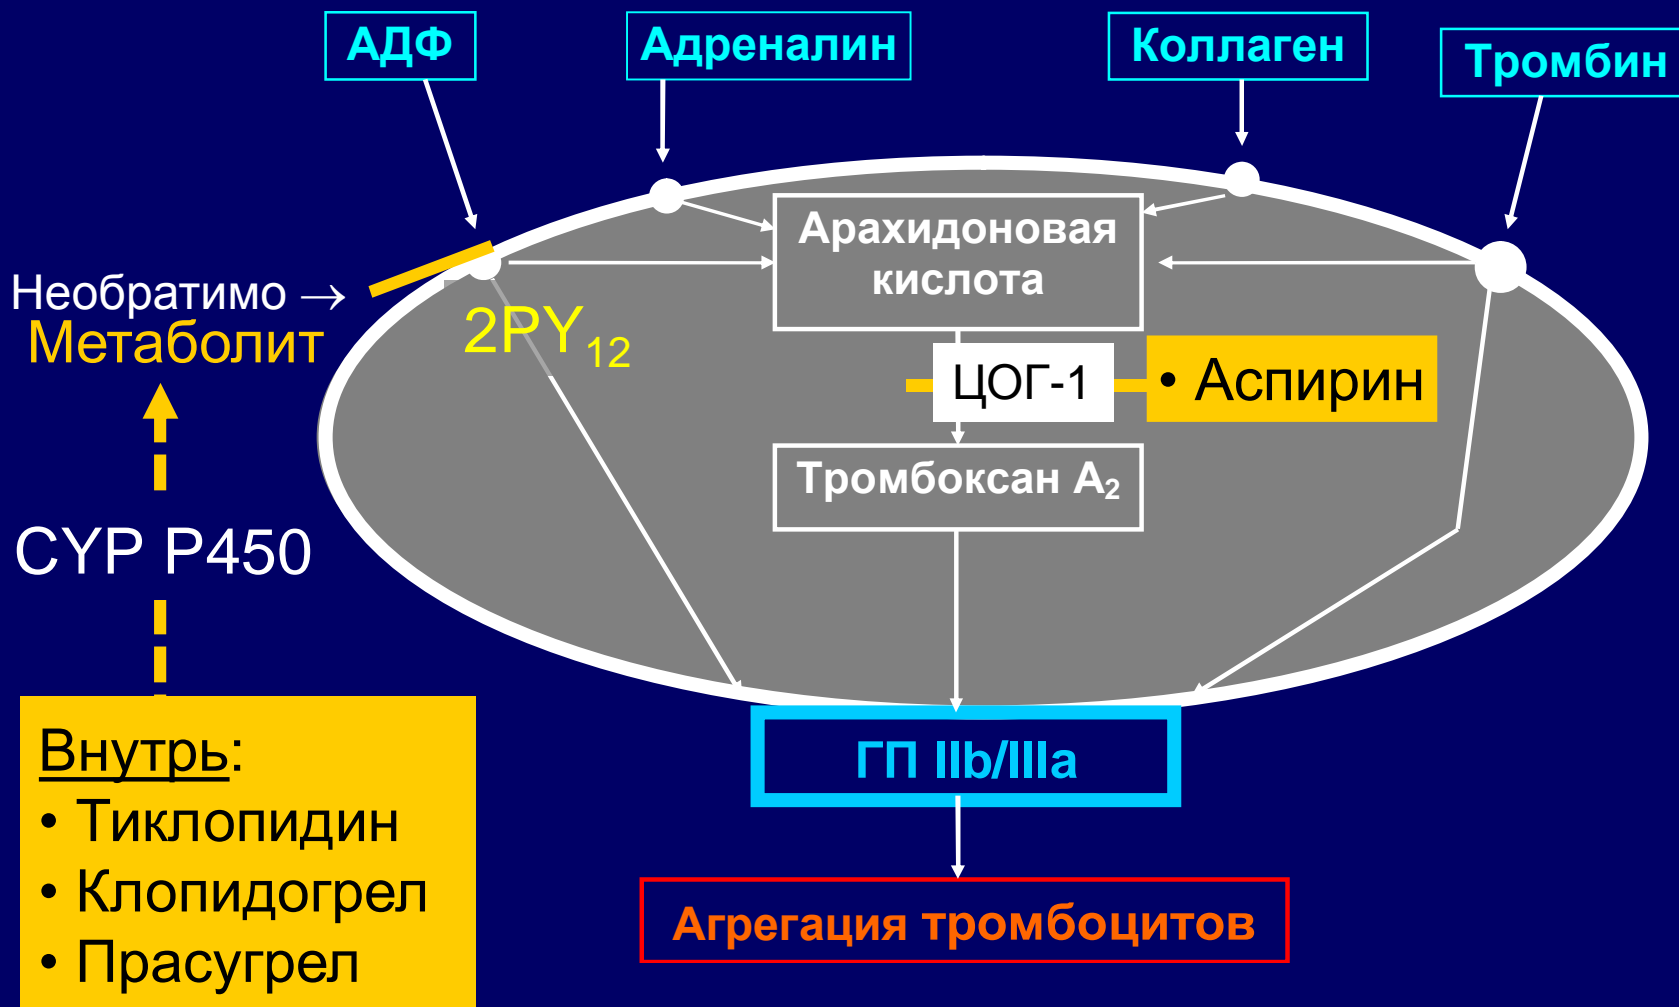 АДФ
Адреналин
Коллаген
Тромбин
Арахидоновая
кислота
Необратимо →
Метаболит
2PY₁₂
ЦОГ-1
• Аспирин
Тромбоксан А₂
CYP P450
Внутрь:
• Тиклопидин
• Клопидогрел
• Прасугрел
ГП IIb/IIIa
Агрегация тромбоцитов